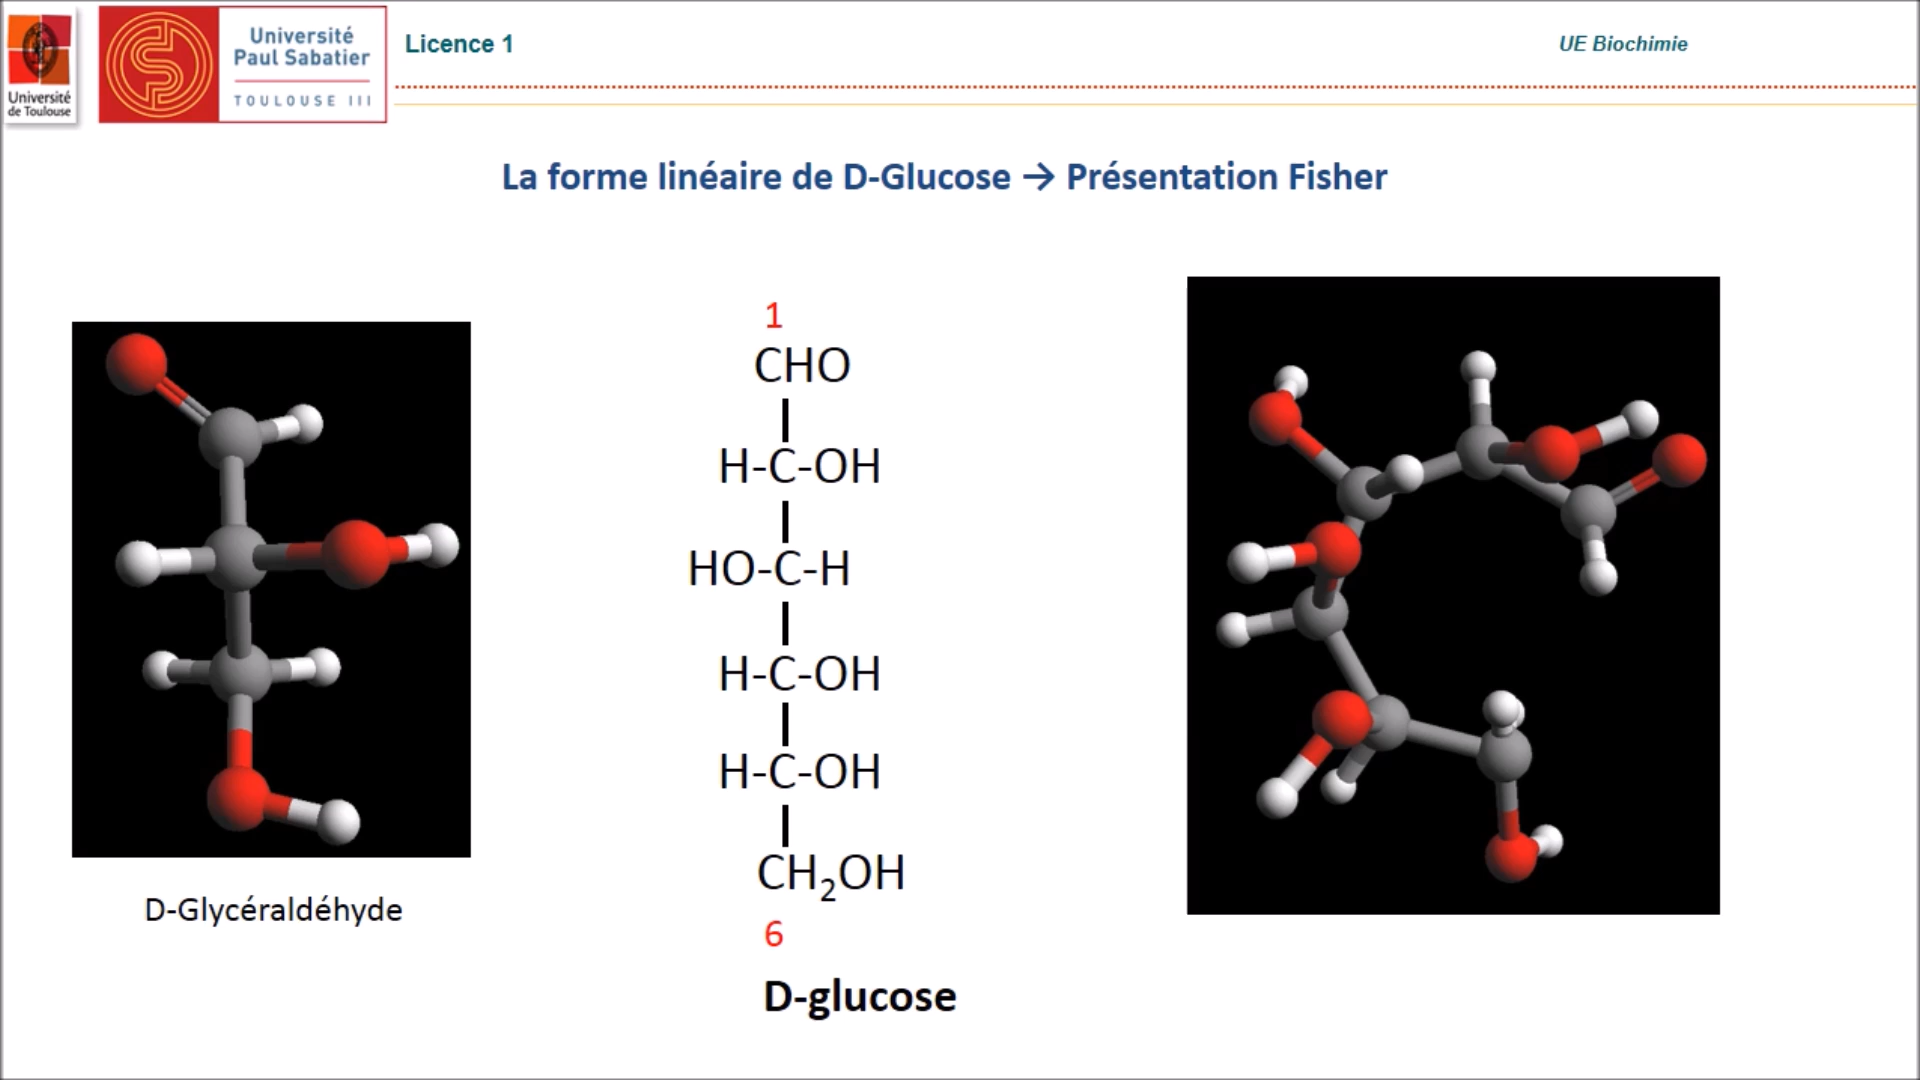 Université
de Toulouse
Université
Paul Sabatier
TOULOUSE III
Licence 1
UE Biochimie
La forme linéaire de D-Glucose → Présentation Fisher
1
CHO
H-C-OH
HO-C-H
H-C-OH
H-C-OH
CH₂OH
6
D-glucose
D-Glycéraldéhyde